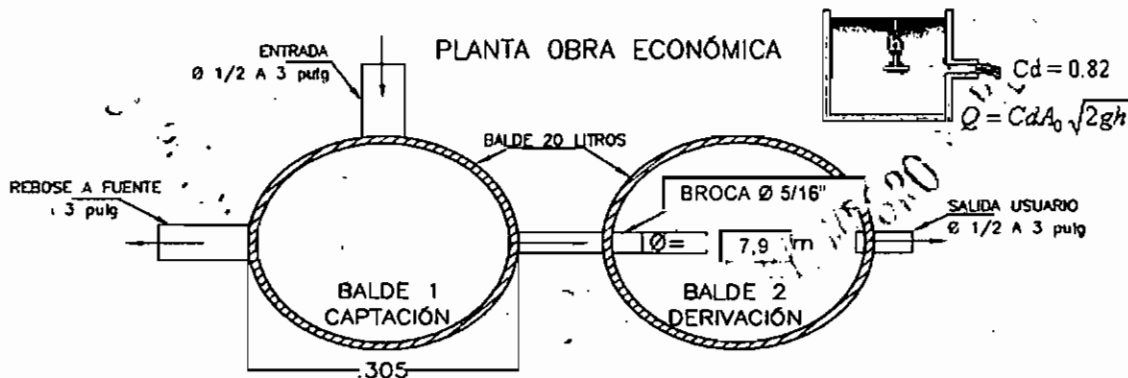 PLANTA OBRA ECONÓMICA
ENTRADA
Ø 1/2 A 3 pulg
Cd = 0.82
Q = CdA₀ √2gh
BALDE 20 LITROS
REBOSE A FUENTE
3 pulg
BROCA Ø 5/16"
SALIDA USUARIO
Ø 1/2 A 3 pulg
Ø= 7,9 m
BALDE 1
CAPTACIÓN
BALDE 2
DERIVACIÓN
.305